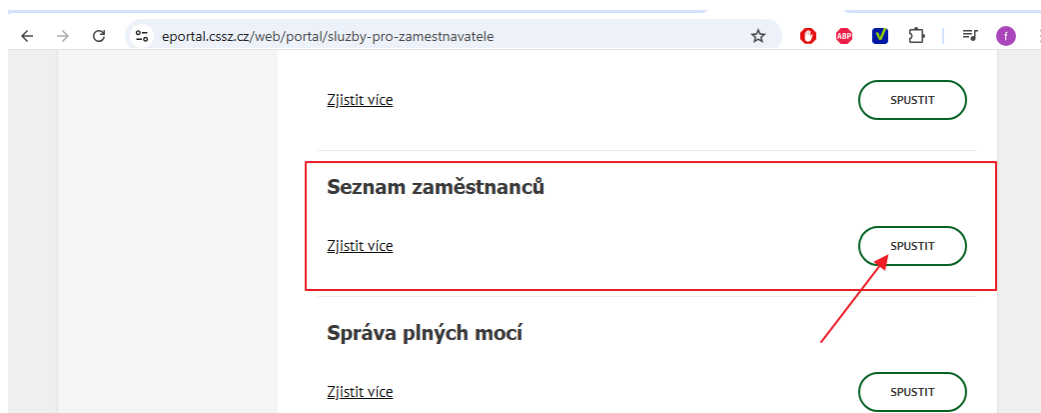 eportal.cssz.cz/web/portal/sluzby-pro-zamestnavatele
ABP
f
Zjistit více
SPUSTIT
Seznam zaměstnanců
Zjistit více
SPUSTIT
Správa plných mocí
Zjistit více
SPUSTIT